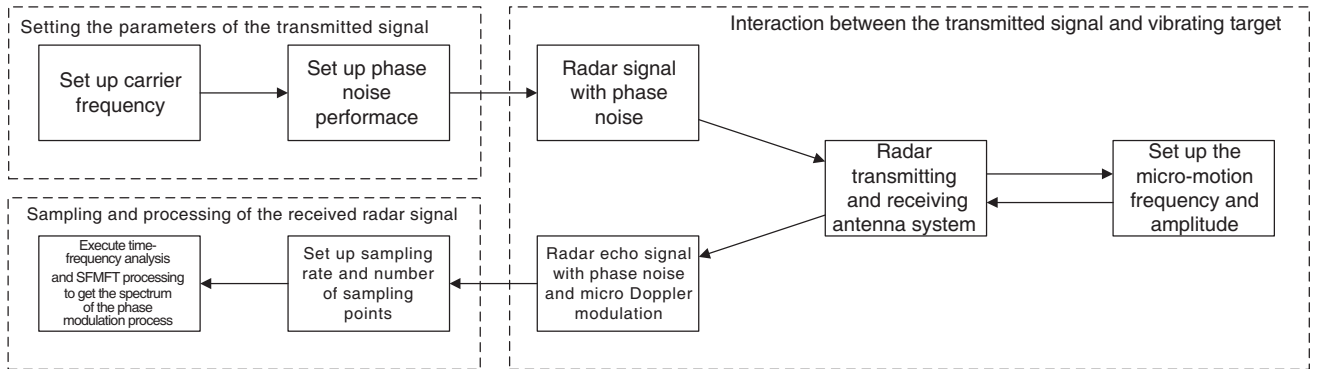 Setting the parameters of the transmitted signal
Set up carrier
frequency
Set up phase
noise
performace
Interaction between the transmitted signal and vibrating target
Radar signal
with phase
noise
Radar
transmitting
and receiving
antenna system
Set up the
micro-motion
frequency and
amplitude
Radar echo signal
with phase noise
and micro Doppler
modulation
Sampling and processing of the received radar signal
Set up sampling
rate and number
of sampling
points
Execute time-
frequency analysis
and SFMFT processing
to get the spectrum
of the phase
modulation process